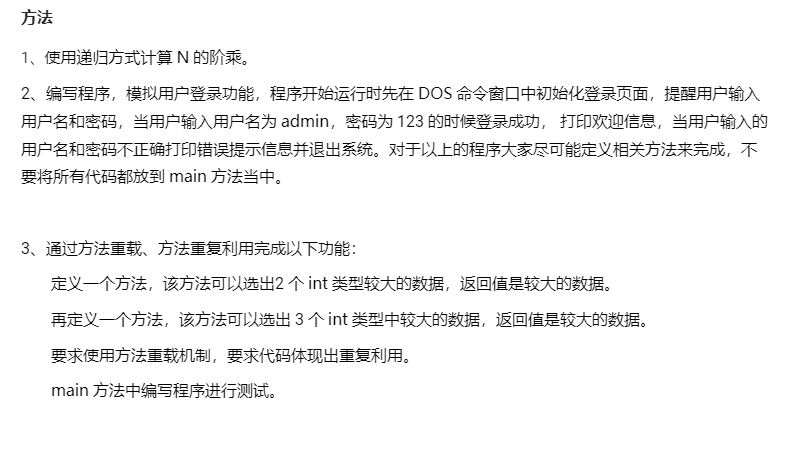 方法
1、使用递归方式计算 N 的阶乘。
2、编写程序，模拟用户登录功能，程序开始运行时先在 DOS 命令窗口中初始化登录页面，提醒用户输入
用户名和密码，当用户输入用户名为 admin，密码为 123 的时候登录成功， 打印欢迎信息，当用户输入的
用户名和密码不正确打印错误提示信息并退出系统。对于以上的程序大家尽可能定义相关方法来完成，不
要将所有代码都放到 main 方法当中。
3、通过方法重载、方法重复利用完成以下功能：
定义一个方法，该方法可以选出2 个 int 类型较大的数据，返回值是较大的数据。
再定义一个方法，该方法可以选出 3 个 int 类型中较大的数据，返回值是较大的数据。
要求使用方法重载机制，要求代码体现出重复利用。
main 方法中编写程序进行测试。